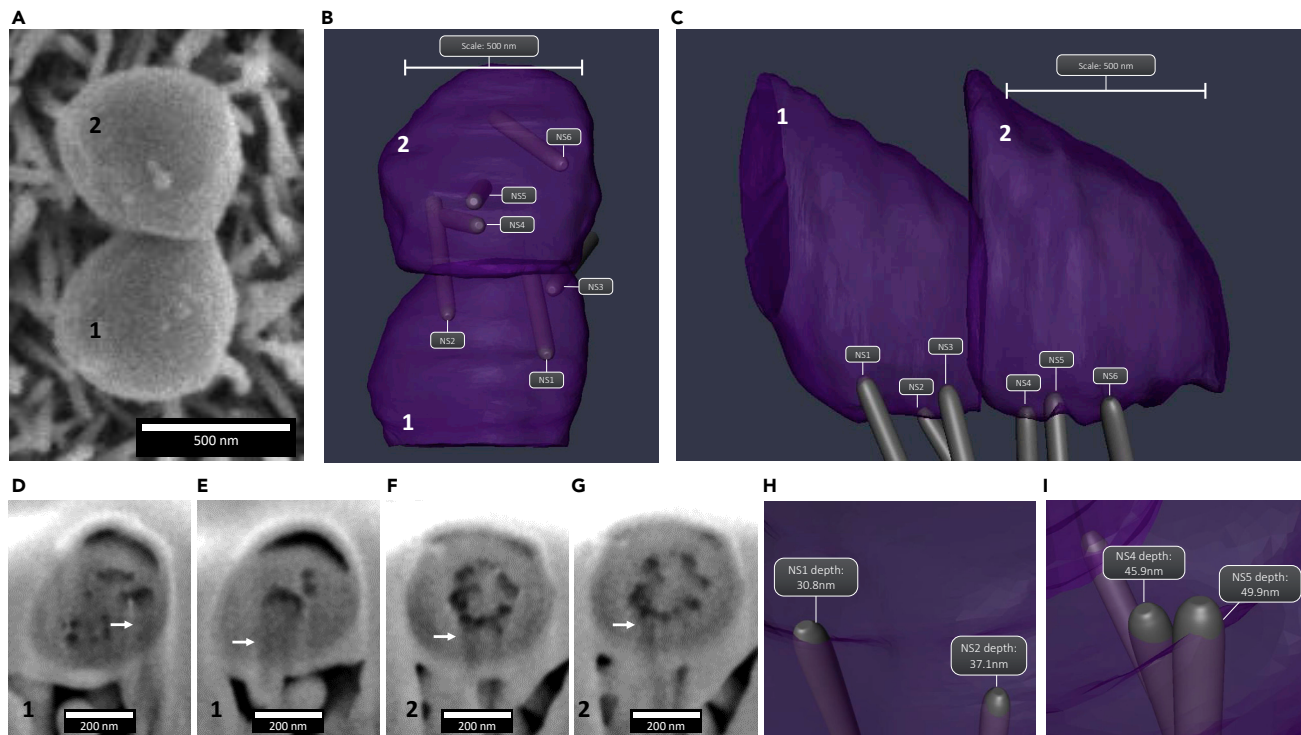 A
2
1
500 nm
B
Scale: 500 nm
2
NS6
NS5
NS4
NS3
NS2
NS1
1
C
Scale: 500 nm
1
2
NS1
NS2
NS3
NS4
NS5
NS6
D
1
200 nm
E
1
200 nm
F
2
200 nm
G
2
200 nm
H
NS1 depth:
30.8nm
NS2 depth:
37.1nm
I
NS4 depth:
45.9nm
NS5 depth:
49.9nm